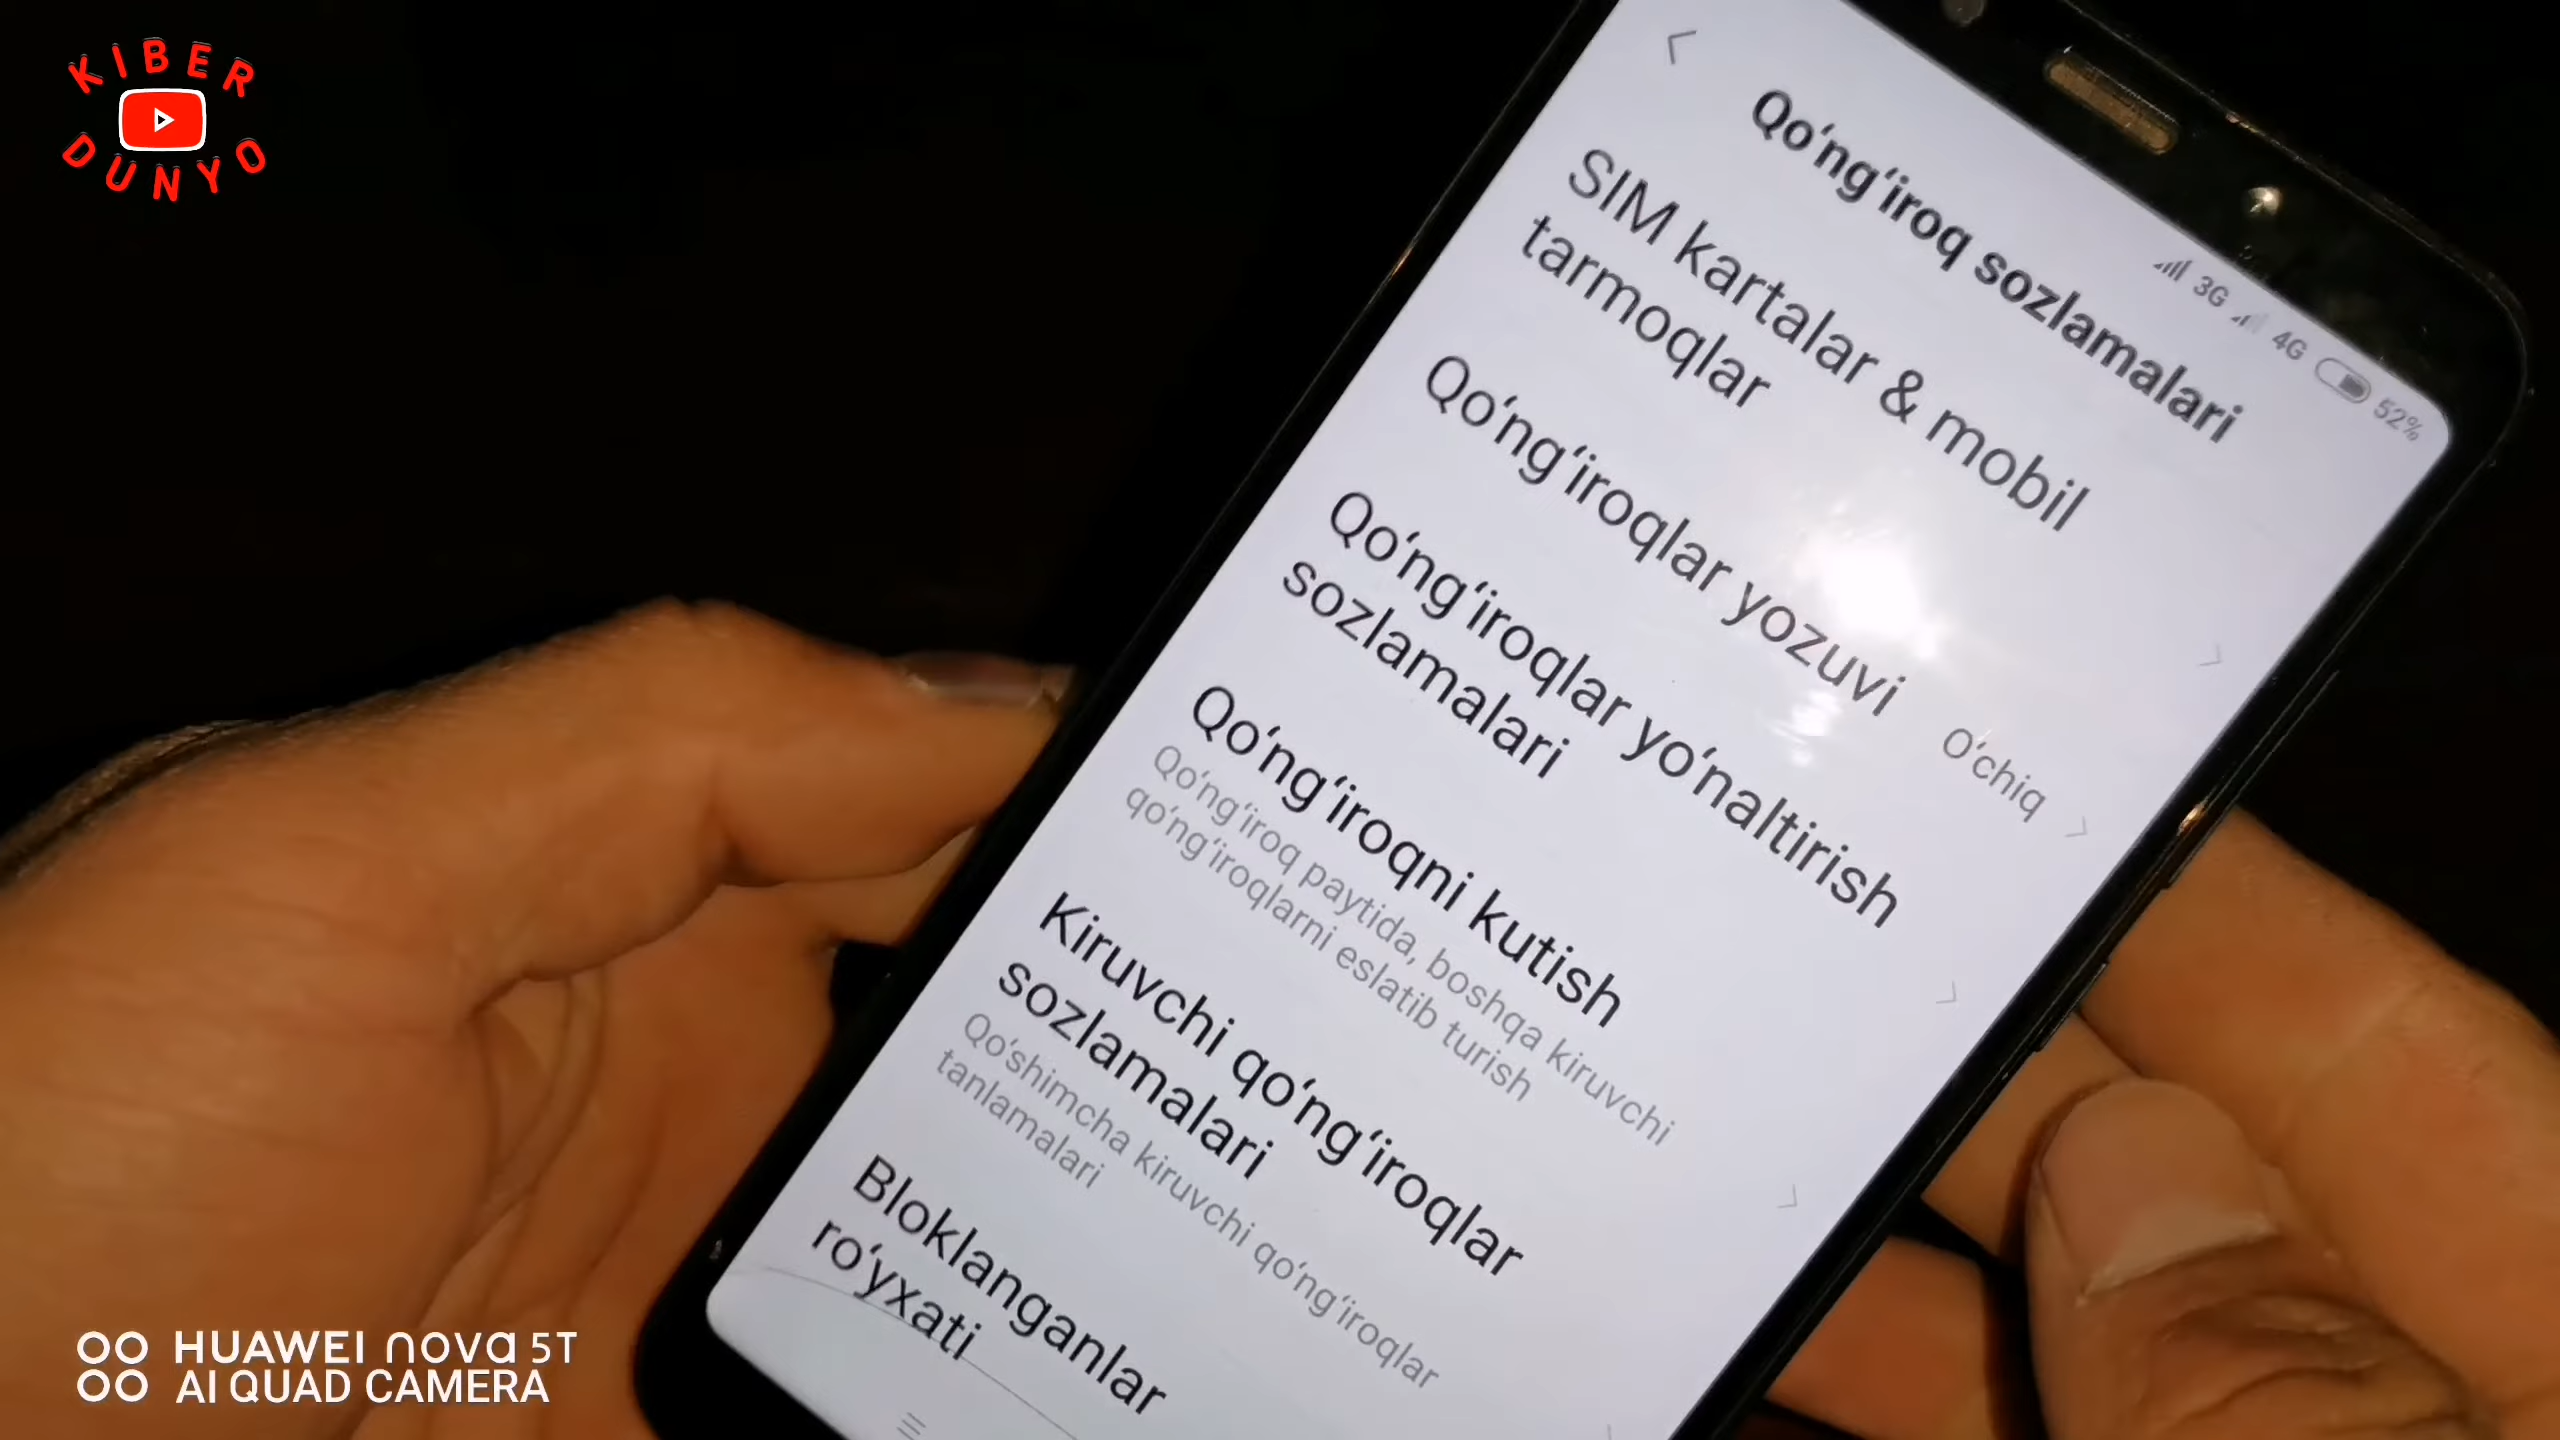 KIBER
DUNYO
3G 4G 52%
Qo‘ng‘iroq sozlamalari
SIM kartalar & mobil
tarmoqlar
Qo‘ng‘iroqlar yozuvi
O‘chiq
Qo‘ng‘iroqlar yo‘naltirish
sozlamalari
Qo‘ng‘iroqni kutish
Qo‘ng‘iroq paytida, boshqa kiruvchi
qo‘ng‘iroqlarni eslatib turish
Kiruvchi qo‘ng‘iroqlar
sozlamalari
Qo‘shimcha kiruvchi qo‘ng‘iroqlar
tanlamalari
Bloklanganlar
ro‘yxati
HUAWEI nova 5T
AI QUAD CAMERA